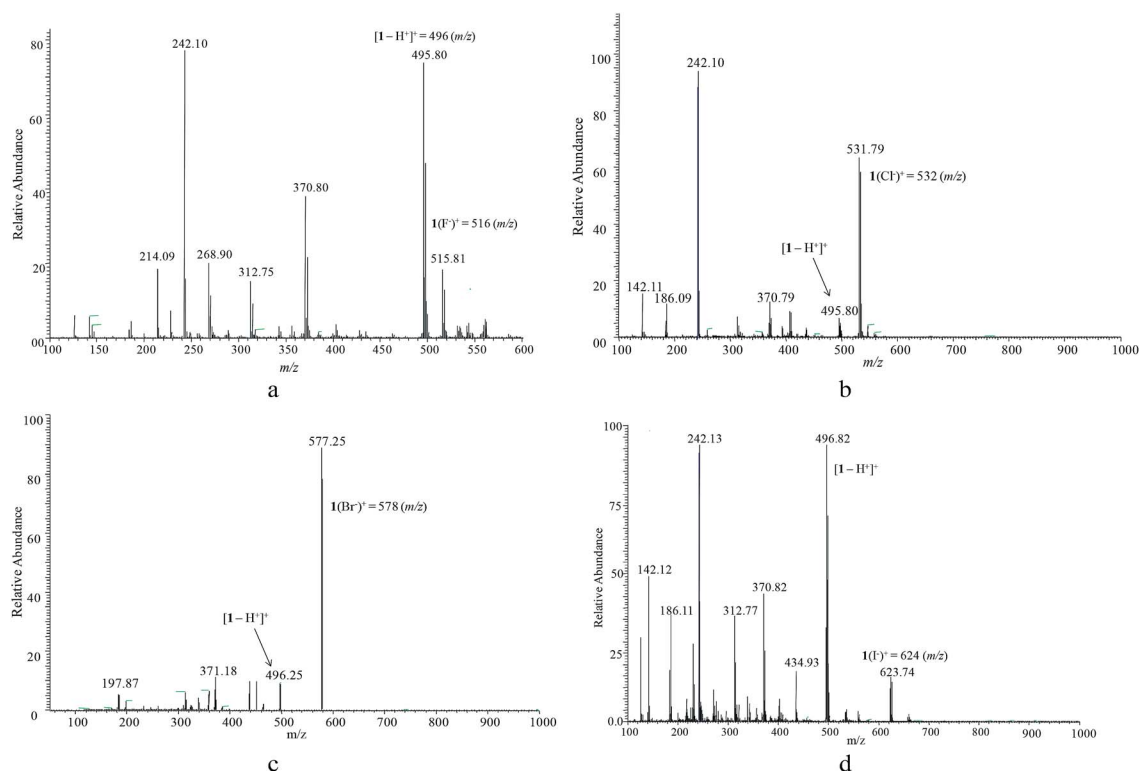 80
60
40
20
00
Relative Abundance
242.10
[1 – H⁺]⁺ = 496 (m/z)
495.80
370.80
1(F⁻)⁺ = 516 (m/z)
214.09
268.90
312.75
515.81
100 150 200 250 300 350 400 450 500 550 600
m/z
a
100
80
60
40
20
00
Relative Abundance
242.10
531.79
1(Cl⁻)⁺ = 532 (m/z)
[1 – H⁺]⁺
142.11
186.09
370.79
495.80
100 200 300 400 500 600 700 800 900 1000
m/z
b
100
80
60
40
20
0
Relative Abundance
577.25
1(Br⁻)⁺ = 578 (m/z)
[1 – H⁺]⁺
197.87
371.18
496.25
100 200 300 400 500 600 700 800 900 1000
m/z
c
100
75
50
25
0.0
Relative Abundance
242.13
496.82
[1 – H⁺]⁺
142.12
186.11
370.82
312.77
434.93
1(I⁻)⁺ = 624 (m/z)
623.74
100 200 300 400 500 600 700 800 900 1000
m/z
d